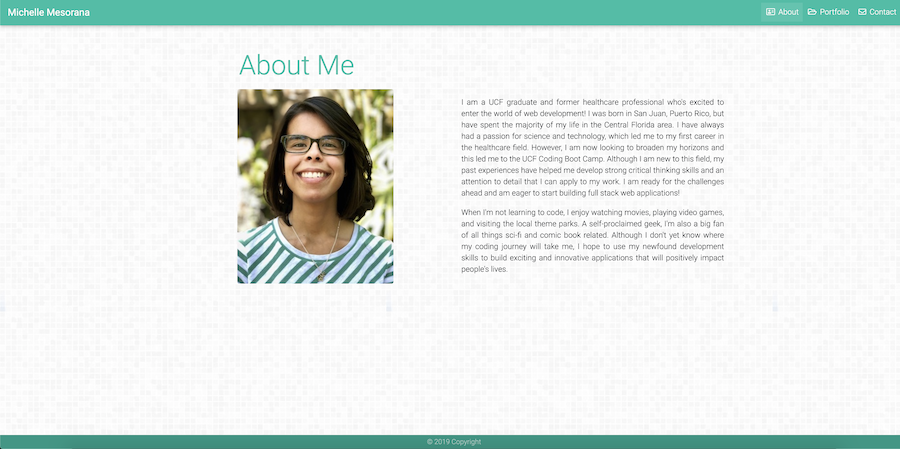 Michelle Mesorana
About
Portfolio
Contact
About Me
I am a UCF graduate and former healthcare professional who's excited to
enter the world of web development! I was born in San Juan, Puerto Rico, but
have spent the majority of my life in the Central Florida area. I have always
had a passion for science and technology, which led me to my first career in
the healthcare field. However, I am now looking to broaden my horizons and
this led me to the UCF Coding Boot Camp. Although I am new to this field, my
past experiences have helped me develop strong critical thinking skills and an
attention to detail that I can apply to my work. I am ready for the challenges
ahead and am eager to start building full stack web applications!
When I'm not learning to code, I enjoy watching movies, playing video games,
and visiting the local theme parks. A self-proclaimed geek, I'm also a big fan
of all things sci-fi and comic book related. Although I don't yet know where
my coding journey will take me, I hope to use my newfound development
skills to build exciting and innovative applications that will positively impact
people's lives.
© 2019 Copyright